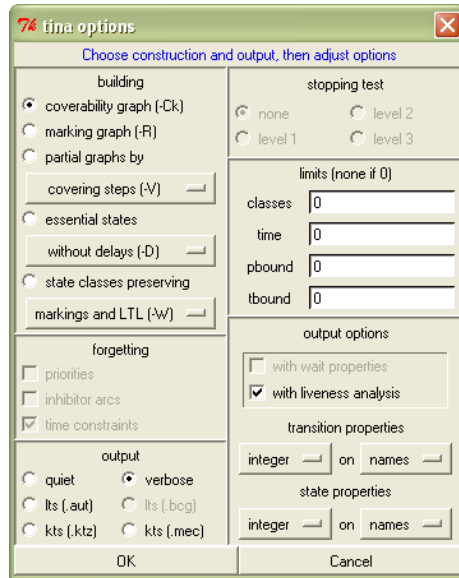 tina options
Choose construction and output, then adjust options
building
coverability graph (-Ck)
marking graph (-R)
partial graphs by
covering steps (-V)
essential states
without delays (-D)
state classes preserving
markings and LTL (-W)
forgetting
priorities
inhibitor arcs
time constraints
output
quiet verbose
lts (.aut) lts (.bcg)
kts (.ktz) kts (.mec)
stopping test
none level 2
level 1 level 3
limits (none if 0)
classes 0
time 0
pbound 0
tbound 0
output options
with wait properties
with liveness analysis
transition properties
integer on names
state properties
integer on names
OK Cancel